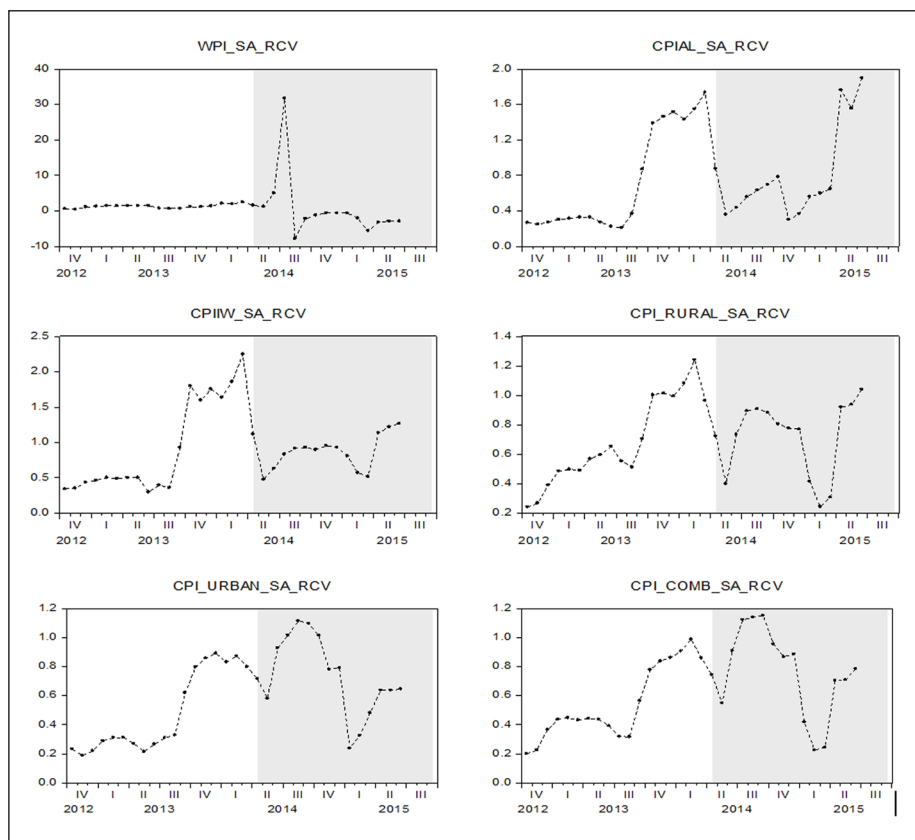 WPI_SA_RCV
40
30
20
10
0
-10
IV I II III IV I II III IV I II III
2012 2013 2014 2015
CPIAL_SA_RCV
2.0
1.6
1.2
0.8
0.4
0.0
IV I II III IV I II III IV I II III
2012 2013 2014 2015
CPIIW_SA_RCV
2.5
2.0
1.5
1.0
0.5
0.0
IV I II III IV I II III IV I II III
2012 2013 2014 2015
CPI_RURAL_SA_RCV
1.4
1.2
1.0
0.8
0.6
0.4
0.2
IV I II III IV I II III IV I II III
2012 2013 2014 2015
CPI_URBAN_SA_RCV
1.2
1.0
0.8
0.6
0.4
0.2
0.0
IV I II III IV I II III IV I II III
2012 2013 2014 2015
CPI_COMB_SA_RCV
1.2
1.0
0.8
0.6
0.4
0.2
0.0
IV I II III IV I II III IV I II III
2012 2013 2014 2015